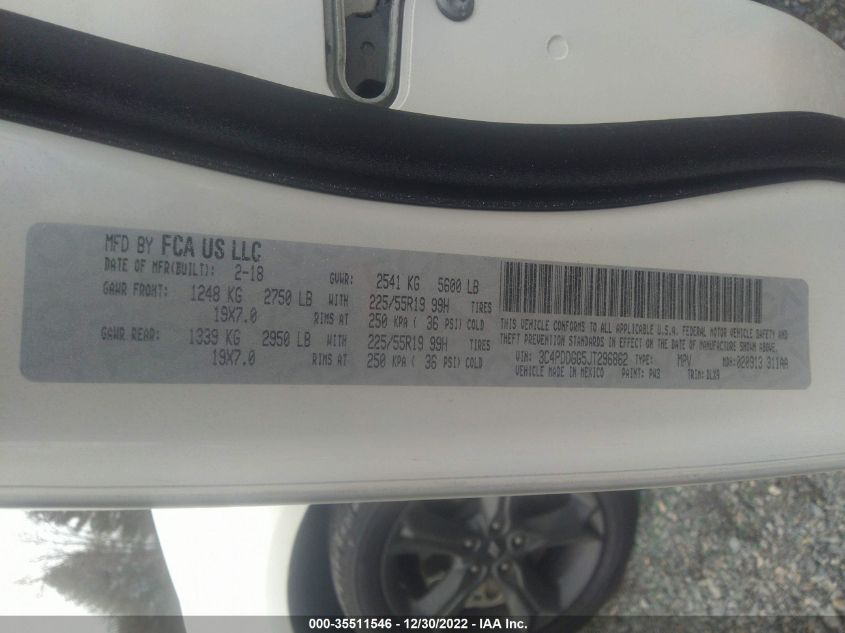 MFD BY FCA US LLC
DATE OF MFR(BUILT): 2-18 GVWR: 2541 KG 5600 LB
GAWR FRONT: 1248 KG 2750 LB WITH 225/55R19 99H TIRES
19X7.0 RIMS AT 250 KPA ( 36 PSI) COLD
GAWR REAR: 1339 KG 2950 LB WITH 225/55R19 99H TIRES
19X7.0 RIMS AT 250 KPA ( 36 PSI) COLD
THIS VEHICLE CONFORMS TO ALL APPLICABLE U.S.A. FEDERAL MOTOR VEHICLE SAFETY AND
THEFT PREVENTION STANDARDS IN EFFECT ON THE DATE OF MANUFACTURE SHOWN ABOVE.
VIN: 3C4PDDGG5JT296862 TYPE: MPV MDH: 020913 311AA
VEHICLE MADE IN MEXICO PAINT: PW3 TRIM: DLX9
000-35511546 - 12/30/2022 - IAA Inc.